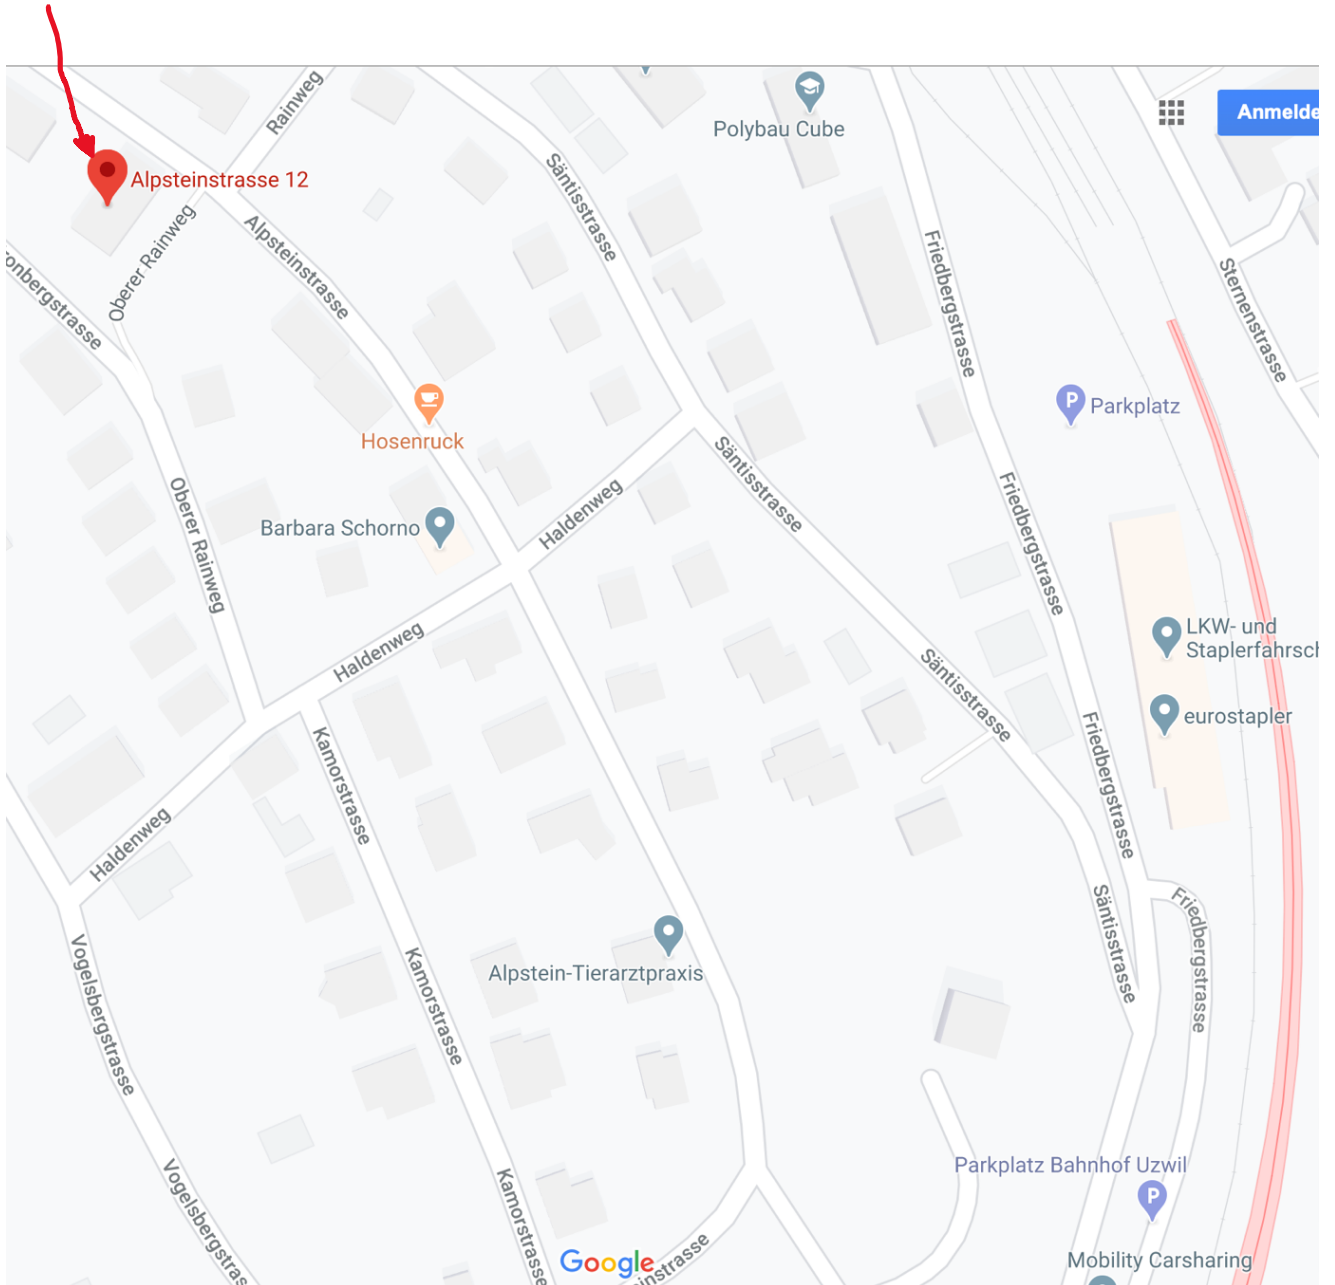 Rainweg
Polybau Cube
Anmelde
Alpsteinstrasse 12
Säntisstrasse
Oberer Rainweg
Alpsteinstrasse
Friedbergstrasse
Sternenstrasse
onbergstrasse
Parkplatz
Hosenruck
Säntisstrasse
Haldenweg
Barbara Schorno
Oberer Rainweg
Friedbergstrasse
LKW- und
Staplerfahrsch
Haldenweg
Säntisstrasse
eurostapler
Kamorstrasse
Friedbergstrasse
Haldenweg
Säntisstrasse
Friedbergstrasse
Vogelsbergstrasse
Alpstein-Tierarztpraxis
Kamorstrasse
Parkplatz Bahnhof Uzwil
P
P
Vogelsbergstras
Kamorstrasse
Google
instrasse
Mobility Carsharing